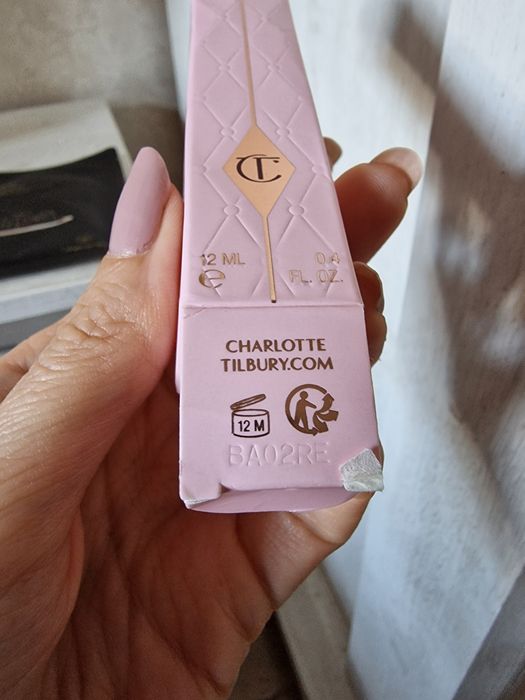 CT
12 ML 0.4
e FL. OZ.
CHARLOTTE
TILBURY.COM
12 M
BA02RE